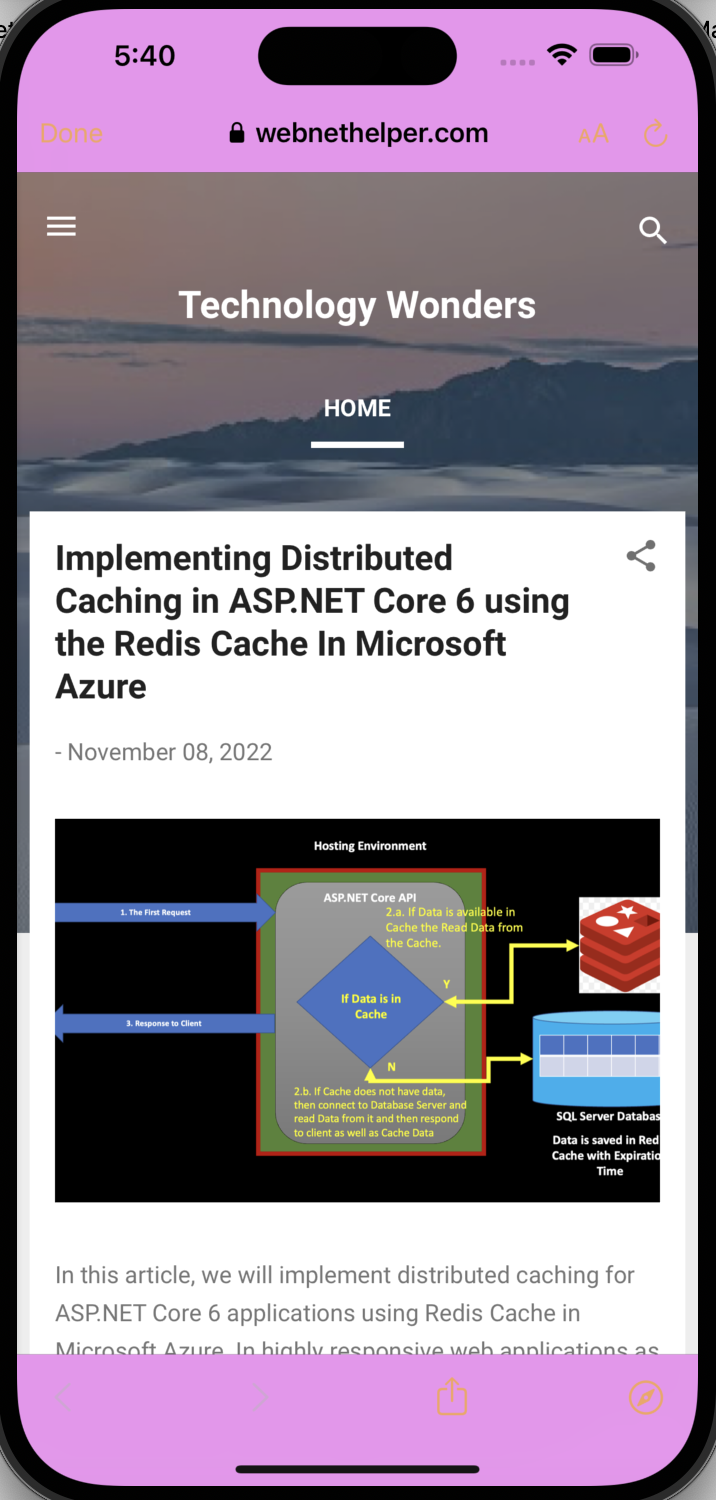 5:40
Done
webnethelper.com
AA
Technology Wonders
HOME
Implementing Distributed
Caching in ASP.NET Core 6 using
the Redis Cache In Microsoft
Azure
- November 08, 2022
Hosting Environment
ASP.NET Core API
1. The First Request
2.a. If Data is available in
Cache the Read Data from
the Cache.
Y
If Data is in
Cache
3. Response to Client
N
2.b. If Cache does not have data,
then connect to Database Server and
read Data from it and then respond
to client as well as Cache Data
SQL Server Databas
Data is saved in Red
Cache with Expiratio
Time
In this article, we will implement distributed caching for
ASP.NET Core 6 applications using Redis Cache in
Microsoft Azure. In highly responsive web applications as